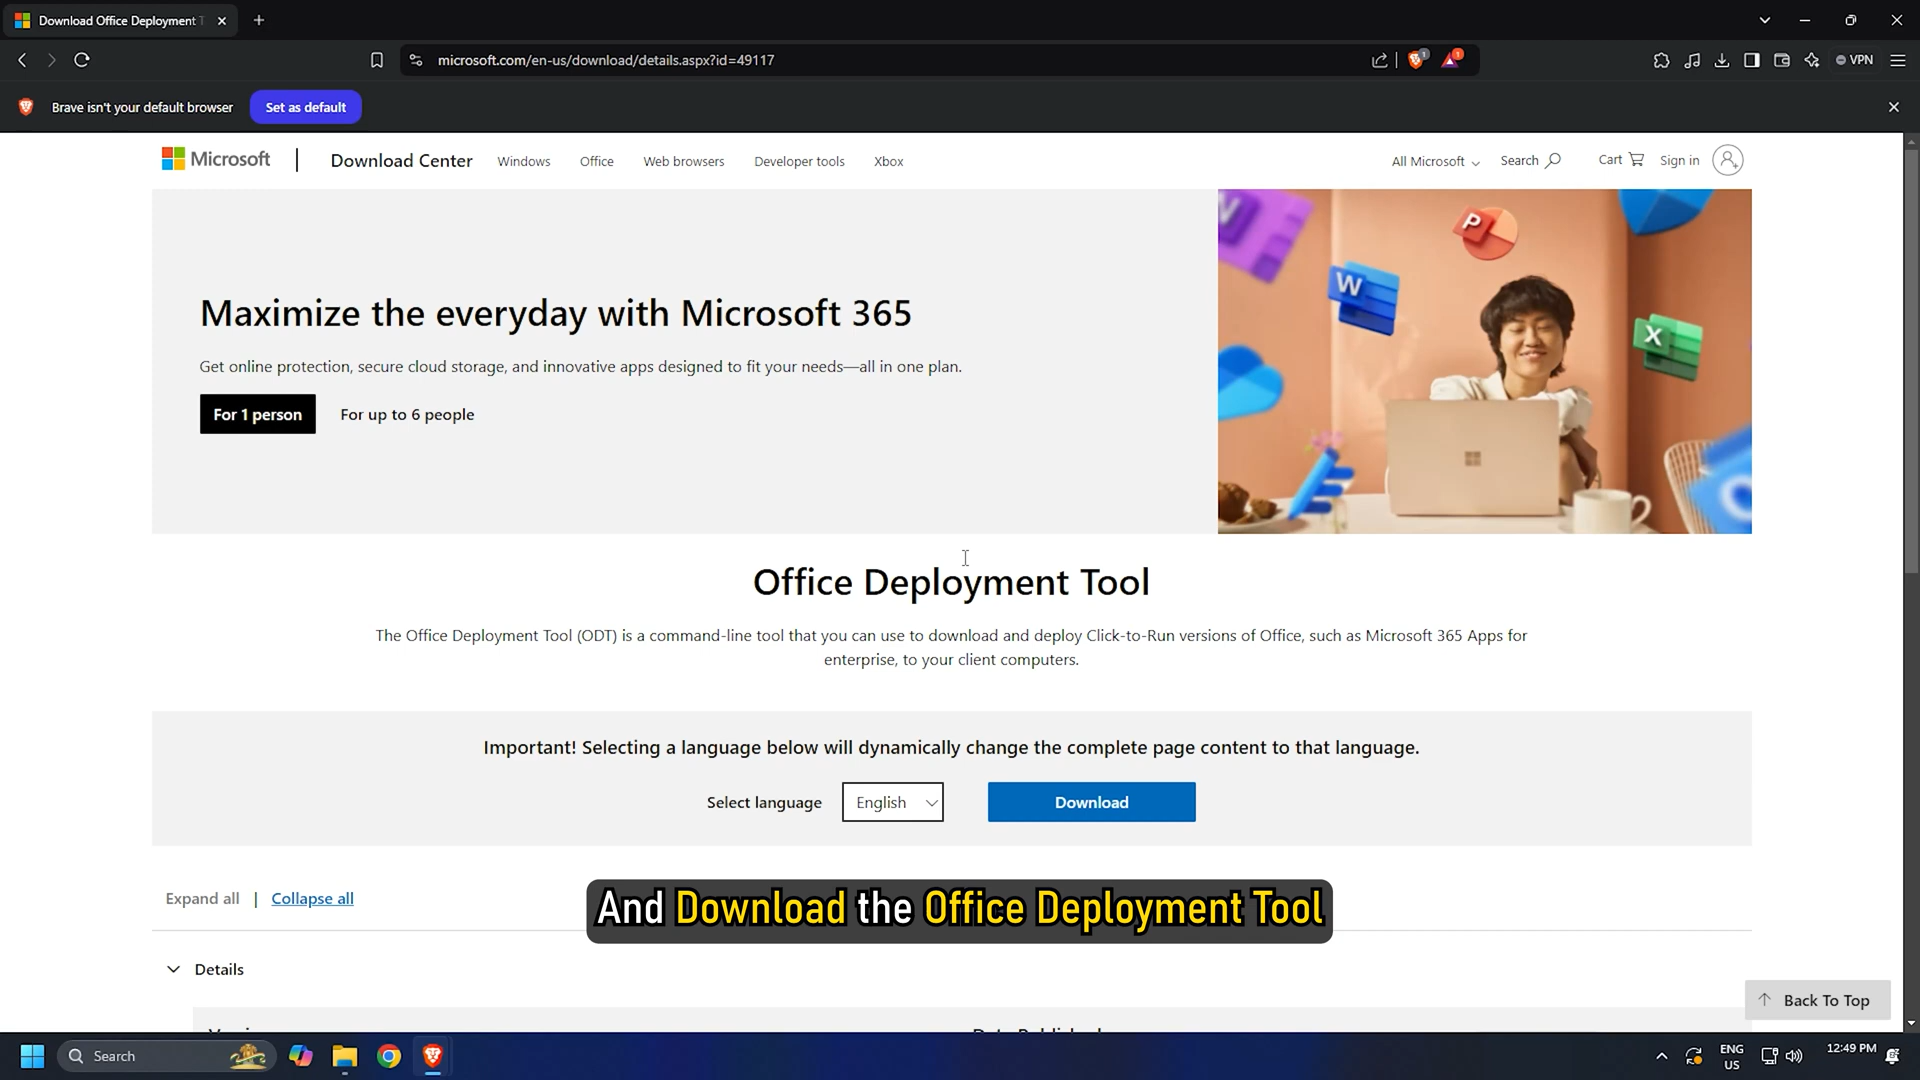 Download Office Deployment T
microsoft.com/en-us/download/details.aspx?id=49117
1
1
VPN
Brave isn't your default browser
Set as default
Microsoft
Download Center
Windows
Office
Web browsers
Developer tools
Xbox
All Microsoft
Search
Cart
Sign in
Maximize the everyday with Microsoft 365
Get online protection, secure cloud storage, and innovative apps designed to fit your needs—all in one plan.
For 1 person
For up to 6 people
N
P
W
X
Office Deployment Tool
The Office Deployment Tool (ODT) is a command-line tool that you can use to download and deploy Click-to-Run versions of Office, such as Microsoft 365 Apps for
enterprise, to your client computers.
Important! Selecting a language below will dynamically change the complete page content to that language.
Select language
English
Download
Expand all | Collapse all
And Download the Office Deployment Tool
Details
Back To Top
Search
ENG
US
12:49 PM